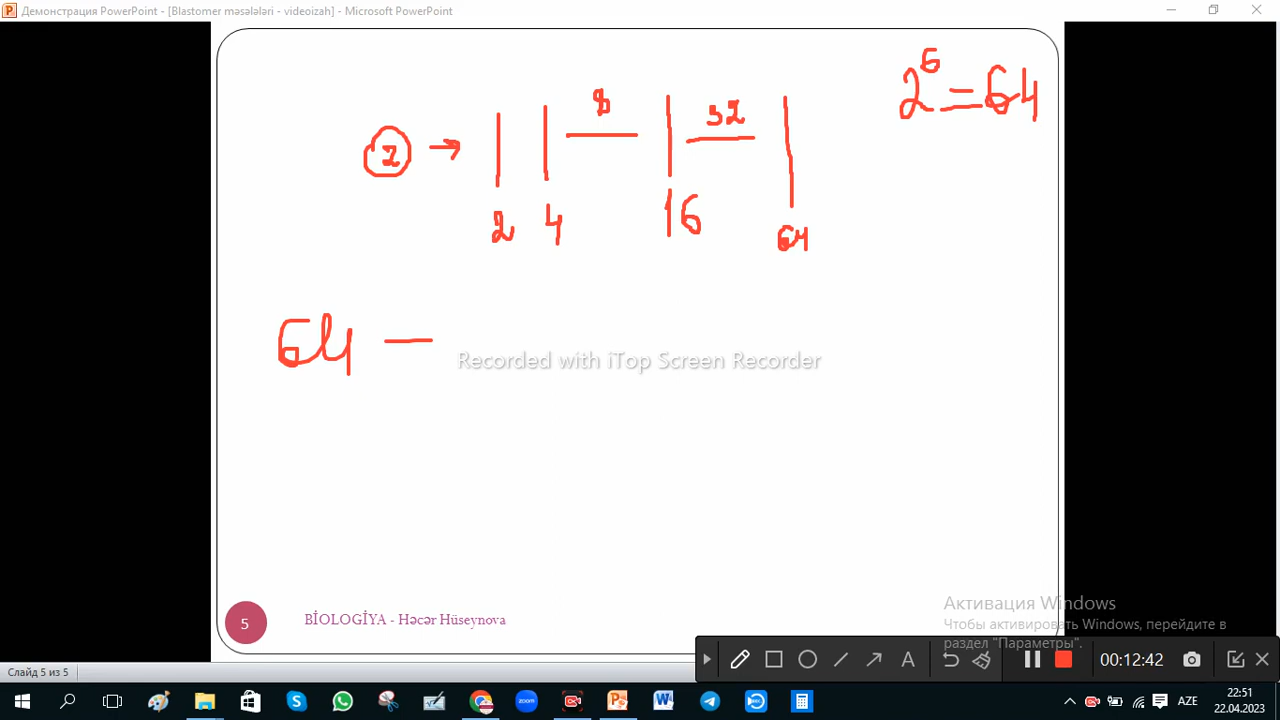 Демонстрация PowerPoint - [Blastomer məsələləri - videoizah] - Microsoft PowerPoint
2⁶=64
8
32
z →
2 4 16 64
64 —
Recorded with iTop Screen Recorder
Активация Windows
Чтобы активировать Windows, перейдите в
раздел "Параметры".
5 BİOLOGİYA - Həcər Hüseynova
00:12:42
Слайд 5 из 5
AZE
22:51
22.04.2023